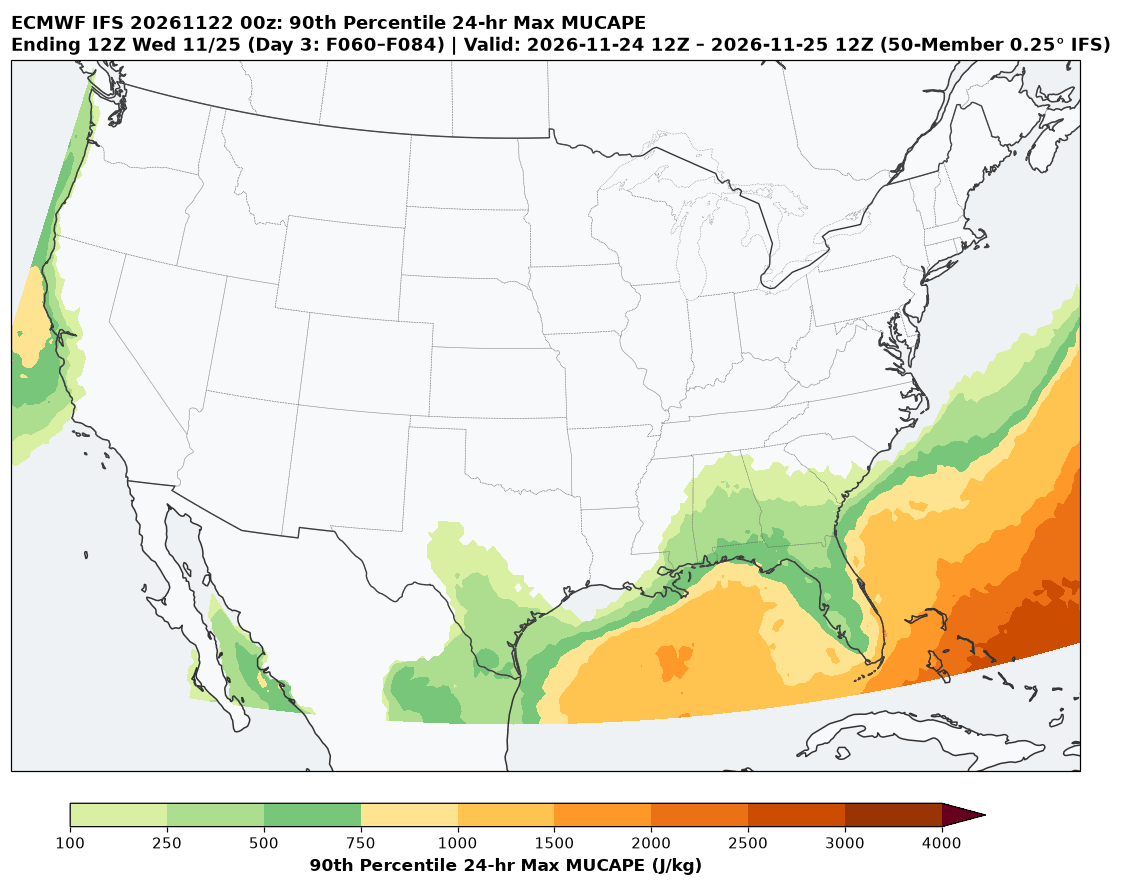 ECMWF IFS 20261122 00z: 90th Percentile 24-hr Max MUCAPE
Ending 12Z Wed 11/25 (Day 3: F060–F084) | Valid: 2026-11-24 12Z – 2026-11-25 12Z (50-Member 0.25° IFS)
100 250 500 750 1000 1500 2000 2500 3000 4000
90th Percentile 24-hr Max MUCAPE (J/kg)